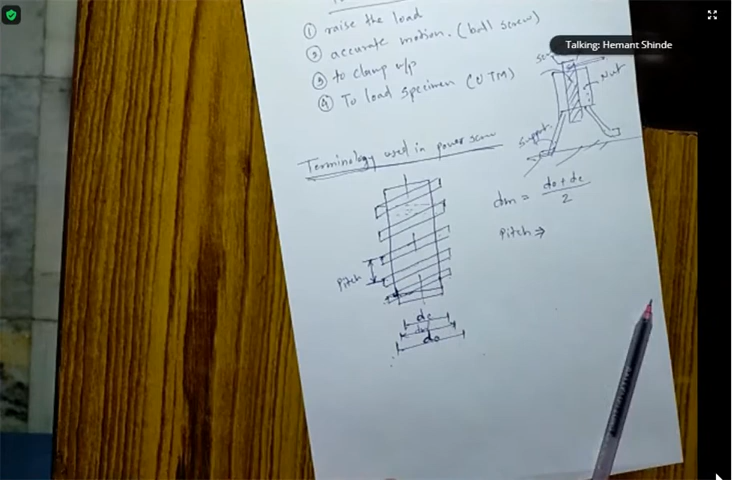 Talking: Hemant Shinde
① raise the load
② accurate motion. (ball screw)
③ to clamp w/p
④ To load specimen (UTM)
Nut
support
Terminology used in power screw
dm = do + dc
2
Pitch ⇒
Pitch
dc
dm
do